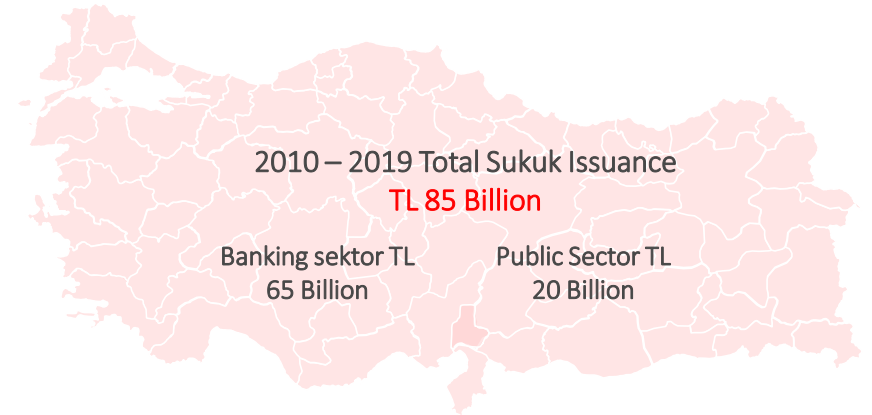 2010 – 2019 Total Sukuk Issuance
TL 85 Billion
Banking sektor TL
65 Billion
Public Sector TL
20 Billion